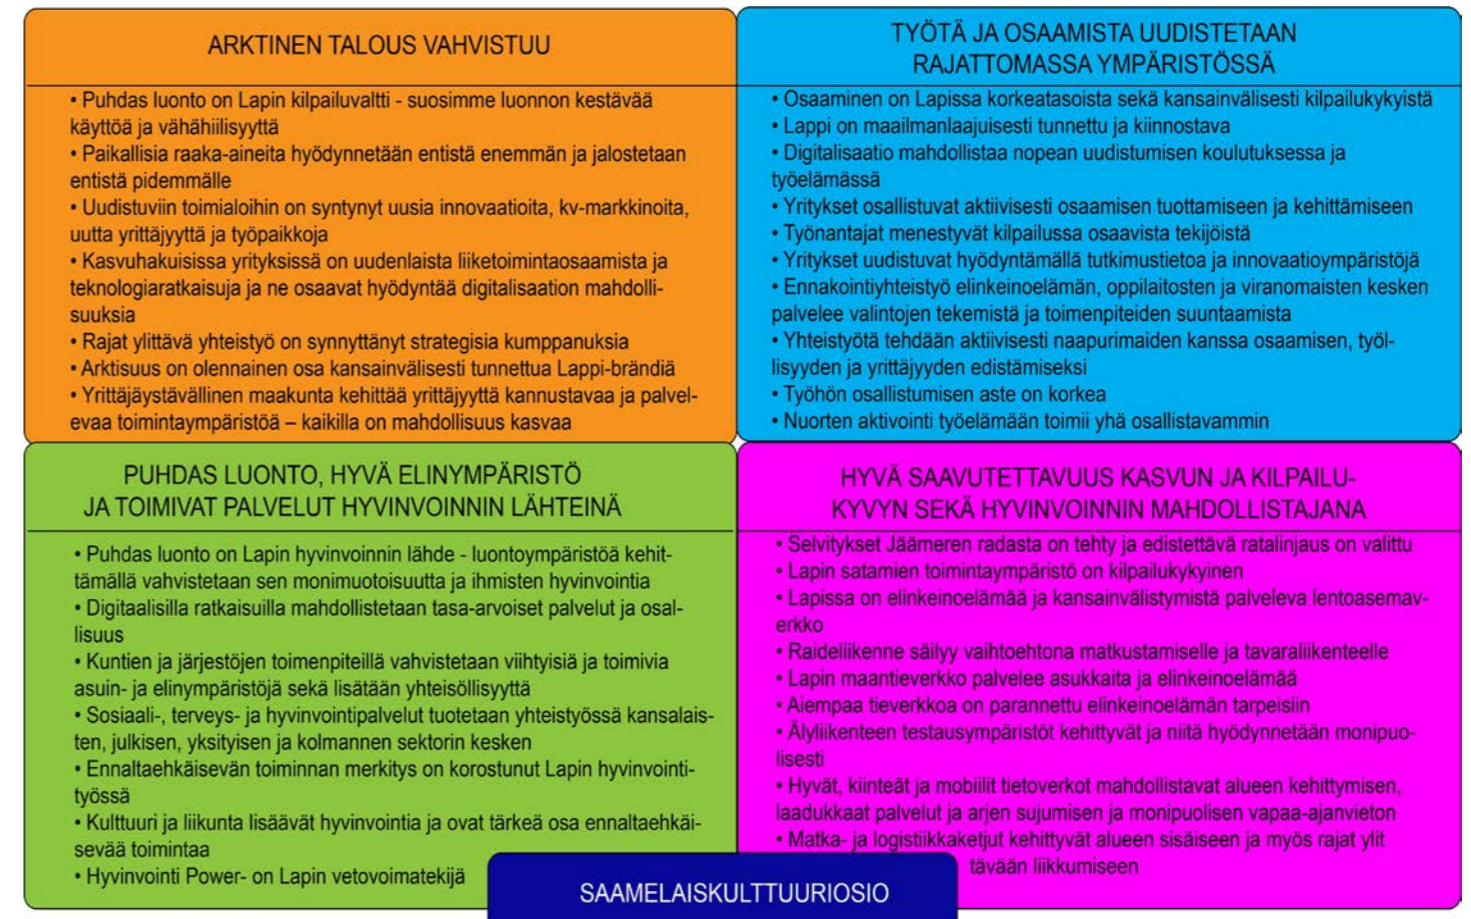 ARKTINEN TALOUS VAHVISTUU
• Puhdas luonto on Lapin kilpailuvaltti - suosimme luonnon kestävää
käyttöä ja vähähiilisyyttä
• Paikallisia raaka-aineita hyödynnetään entistä enemmän ja jalostetaan
entistä pidemmälle
• Uudistuviin toimialoihin on syntynyt uusia innovaatioita, kv-markkinoita,
uutta yrittäjyyttä ja työpaikkoja
• Kasvuhakuisissa yrityksissä on uudenlaista liiketoimintaosaamista ja
teknologiaratkaisuja ja ne osaavat hyödyntää digitalisaation mahdolli-
suuksia
• Rajat ylittävä yhteistyö on synnyttänyt strategisia kumppanuksia
• Arktisuus on olennainen osa kansainvälisesti tunnettua Lappi-brändiä
• Yrittäjäystävällinen maakunta kehittää yrittäjyyttä kannustavaa ja palvel-
evaa toimintaympäristöä – kaikilla on mahdollisuus kasvaa
TYÖTÄ JA OSAAMISTA UUDISTETAAN
RAJATTOMASSA YMPÄRISTÖSSÄ
• Osaaminen on Lapissa korkeatasoista sekä kansainvälisesti kilpailukykyistä
• Lappi on maailmanlaajuisesti tunnettu ja kiinnostava
• Digitalisaatio mahdollistaa nopean uudistumisen koulutuksessa ja
työelämässä
• Yritykset osallistuvat aktiivisesti osaamisen tuottamiseen ja kehittämiseen
• Työnantajat menestyvät kilpailussa osaavista tekijöistä
• Yritykset uudistuvat hyödyntämällä tutkimustietoa ja innovaatioympäristöjä
• Ennakointiyhteistyö elinkeinoelämän, oppilaitosten ja viranomaisten kesken
palvelee valintojen tekemistä ja toimenpiteiden suuntaamista
• Yhteistyötä tehdään aktiivisesti naapurimaiden kanssa osaamisen, työl-
lisyyden ja yrittäjyyden edistämiseksi
• Työhön osallistumisen aste on korkea
• Nuorten aktivointi työelämään toimii yhä osallistavammin
PUHDAS LUONTO, HYVÄ ELINYMPÄRISTÖ
JA TOIMIVAT PALVELUT HYVINVOINNIN LÄHTEINÄ
• Puhdas luonto on Lapin hyvinvoinnin lähde - luontoympäristöä kehit-
tämällä vahvistetaan sen monimuotoisuutta ja ihmisten hyvinvointia
• Digitaalisilla ratkaisuilla mahdollistetaan tasa-arvoiset palvelut ja osal-
lisuus
• Kuntien ja järjestöjen toimenpiteillä vahvistetaan viihtyisiä ja toimivia
asuin- ja elinympäristöjä sekä lisätään yhteisöllisyyttä
• Sosiaali-, terveys- ja hyvinvointipalvelut tuotetaan yhteistyössä kansalais-
ten, julkisen, yksityisen ja kolmannen sektorin kesken
• Ennaltaehkäisevän toiminnan merkitys on korostunut Lapin hyvinvointi-
työssä
• Kulttuuri ja liikunta lisäävät hyvinvointia ja ovat tärkeä osa ennaltaehkäi-
sevää toimintaa
• Hyvinvointi Power- on Lapin vetovoimatekijä
HYVÄ SAAVUTETTAVUUS KASVUN JA KILPAILU-
KYVYN SEKÄ HYVINVOINNIN MAHDOLLISTAJANA
• Selvitykset Jäämeren radasta on tehty ja edistettävä ratalinjaus on valittu
• Lapin satamien toimintaympäristö on kilpailukykyinen
• Lapissa on elinkeinoelämää ja kansainvälistymistä palveleva lentoasemav-
erkko
• Raideliikenne säilyy vaihtoehtona matkustamiselle ja tavaraliikenteelle
• Lapin maantieverkko palvelee asukkaita ja elinkeinoelämää
• Aiempaa tieverkkoa on parannettu elinkeinoelämän tarpeisiin
• Älyliikenteen testausympäristöt kehittyvät ja niitä hyödynnetään monipuo-
lisesti
• Hyvät, kiinteät ja mobiilit tietoverkot mahdollistavat alueen kehittymisen,
laadukkaat palvelut ja arjen sujumisen ja monipuolisen vapaa-ajanvieton
• Matka- ja logistiikkaketjut kehittyvät alueen sisäiseen ja myös rajat ylit
tävään liikkumiseen
SAAMELAISKULTTUURIOSIO